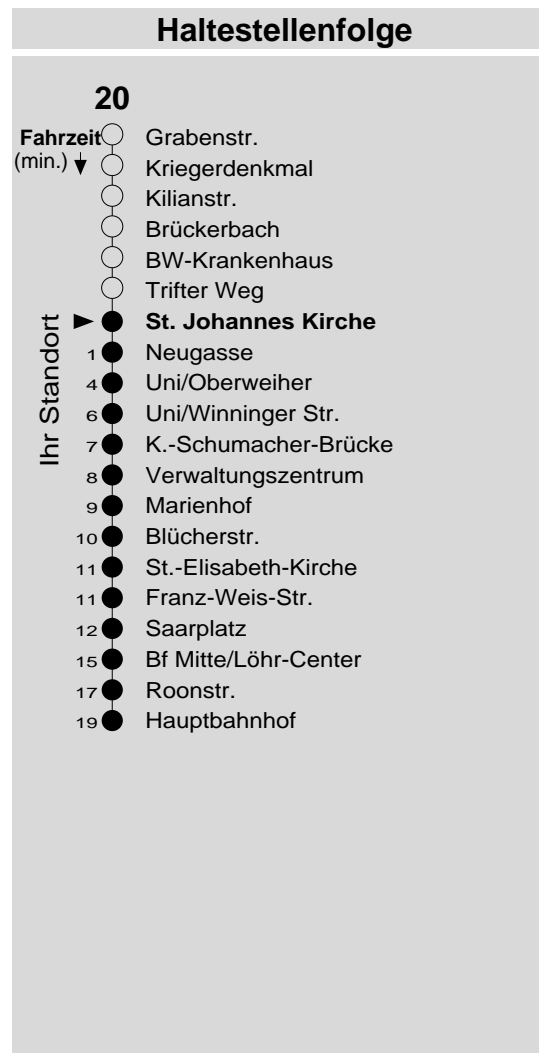 Haltestellenfolge
20
Fahrzeit Grabenstr.
(min.) Kriegerdenkmal
Kilianstr.
Brückerbach
BW-Krankenhaus
Trifter Weg
Ihr Standort
St. Johannes Kirche
1 Neugasse
4 Uni/Oberweiher
6 Uni/Winninger Str.
7 K.-Schumacher-Brücke
8 Verwaltungszentrum
9 Marienhof
10 Blücherstr.
11 St.-Elisabeth-Kirche
11 Franz-Weis-Str.
12 Saarplatz
15 Bf Mitte/Löhr-Center
17 Roonstr.
19 Hauptbahnhof